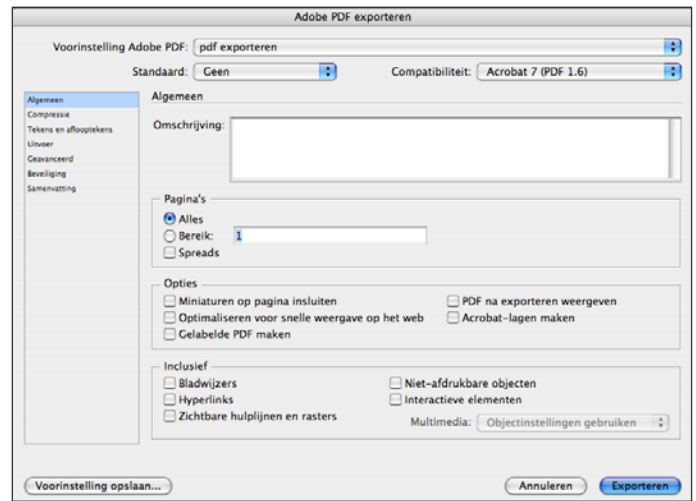 Adobe PDF exporteren
Voorinstelling Adobe PDF: pdf exporteren
Standaard: Geen Compatibiliteit: Acrobat 7 (PDF 1.6)
Algemeen
Compressie
Tekens en aflooptekens
Uitvoer
Geavanceerd
Beveiliging
Samenvatting
Algemeen
Omschrijving:
Pagina's
Alles
Bereik: 1
Spreads
Opties
Miniaturen op pagina insluiten
Optimaliseren voor snelle weergave op het web
Gelabelde PDF maken
PDF na exporteren weergeven
Acrobat-lagen maken
Inclusief
Bladwijzers
Hyperlinks
Zichtbare hulplijnen en rasters
Niet-afdrukbare objecten
Interactieve elementen
Multimedia: Objectinstellingen gebruiken
Voorinstelling opslaan... Annuleren Exporteren